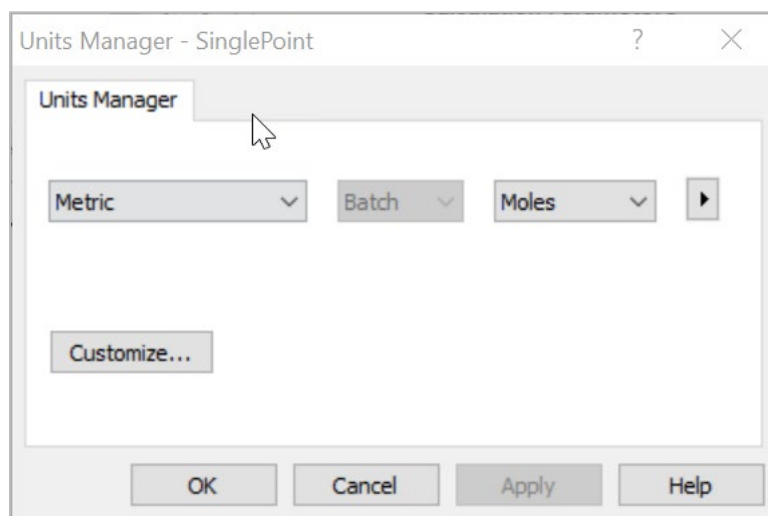 Units Manager - SinglePoint ?
Units Manager
Metric Batch Moles
Customize...
OK Cancel Apply Help